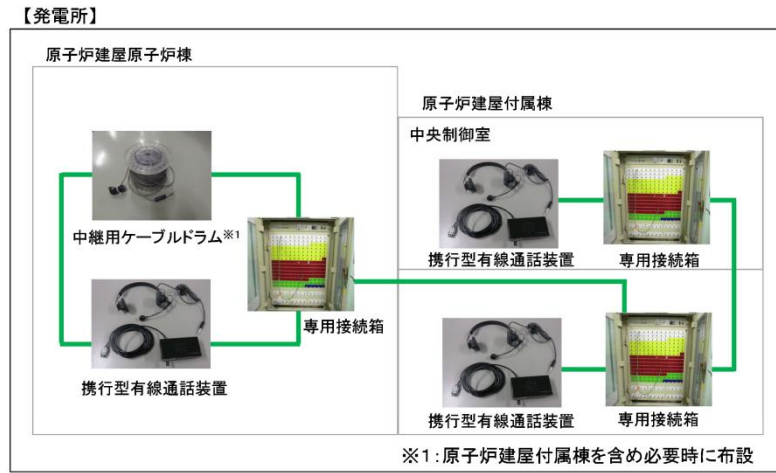 【発電所】
原子炉建屋原子炉棟
原子炉建屋付属棟
中央制御室
中継用ケーブルドラム※1
携行型有線通話装置
専用接続箱
専用接続箱
携行型有線通話装置
携行型有線通話装置
専用接続箱
※1:原子炉建屋付属棟を含め必要時に布設